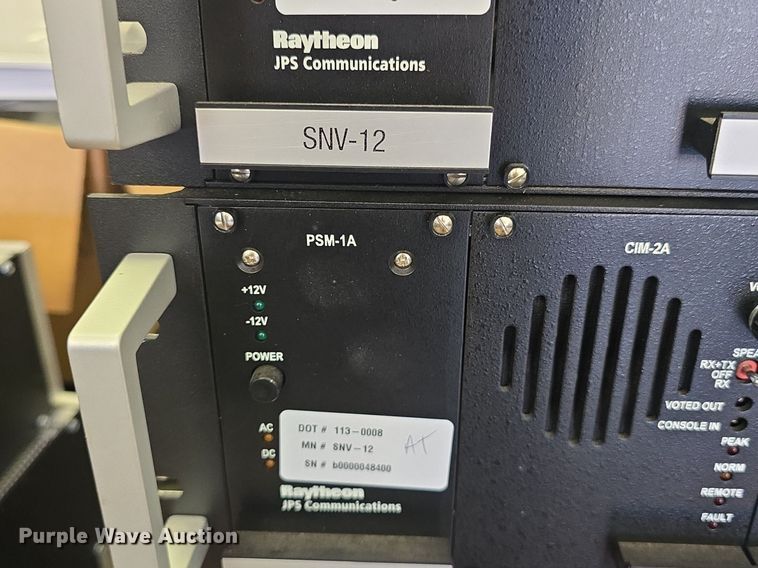 Raytheon
JPS Communications
SNV-12
PSM-1A
CIM-2A
+12V
-12V
POWER
AC
DC
DOT # 113-0008
MN # SNV-12
SN # b0000048400
AT
Raytheon
JPS Communications
SPEA
RX+TX
OFF
RX
VOTED OUT
CONSOLE IN
PEAK
NORM
REMOTE
FAULT
Purple Wave Auction